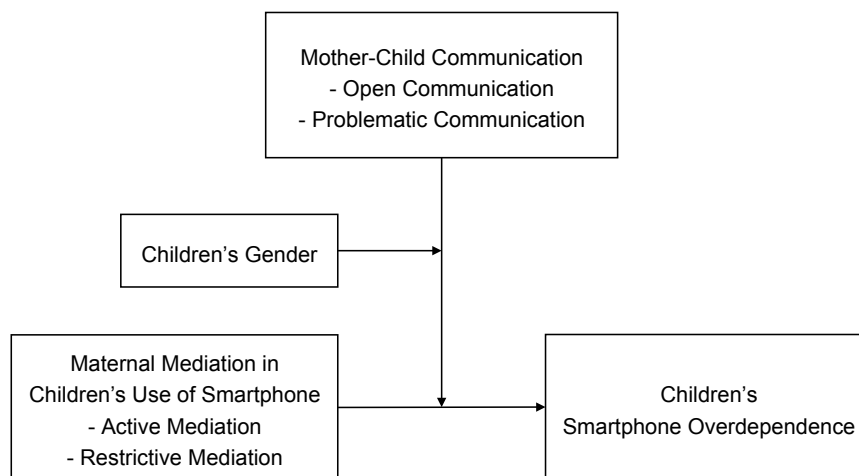 Mother-Child Communication
- Open Communication
- Problematic Communication
Children’s Gender
Maternal Mediation in
Children’s Use of Smartphone
- Active Mediation
- Restrictive Mediation
Children’s
Smartphone Overdependence